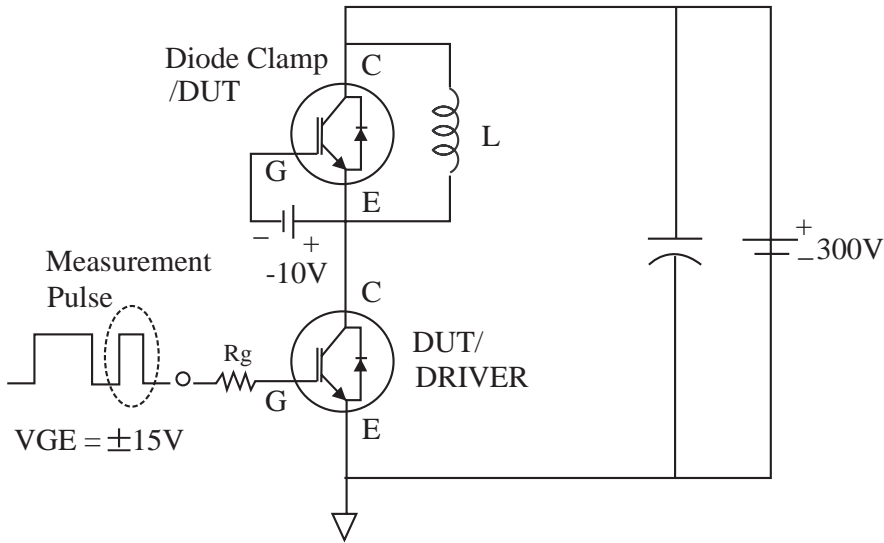 Diode Clamp
/DUT
C
G
E
L
–
+
-10V
+
–
300V
Measurement
Pulse
C
Rg
G
DUT/
DRIVER
E
VGE = ±15V